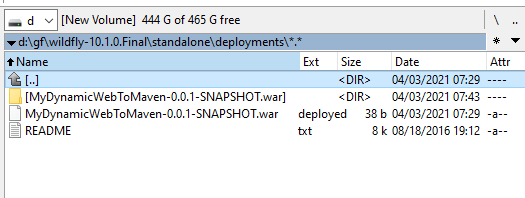 d [New Volume] 444 G of 465 G free \ ..
d:\gf\wildfly-10.1.0.Final\standalone\deployments\*.* *
Name Ext Size Date Attr
[..] <DIR> 04/03/2021 07:29 ----
[MyDynamicWebToMaven-0.0.1-SNAPSHOT.war] <DIR> 04/03/2021 07:43 ----
MyDynamicWebToMaven-0.0.1-SNAPSHOT.war deployed 38 b 04/03/2021 07:29 -a--
README txt 8 k 08/18/2016 19:12 -a--